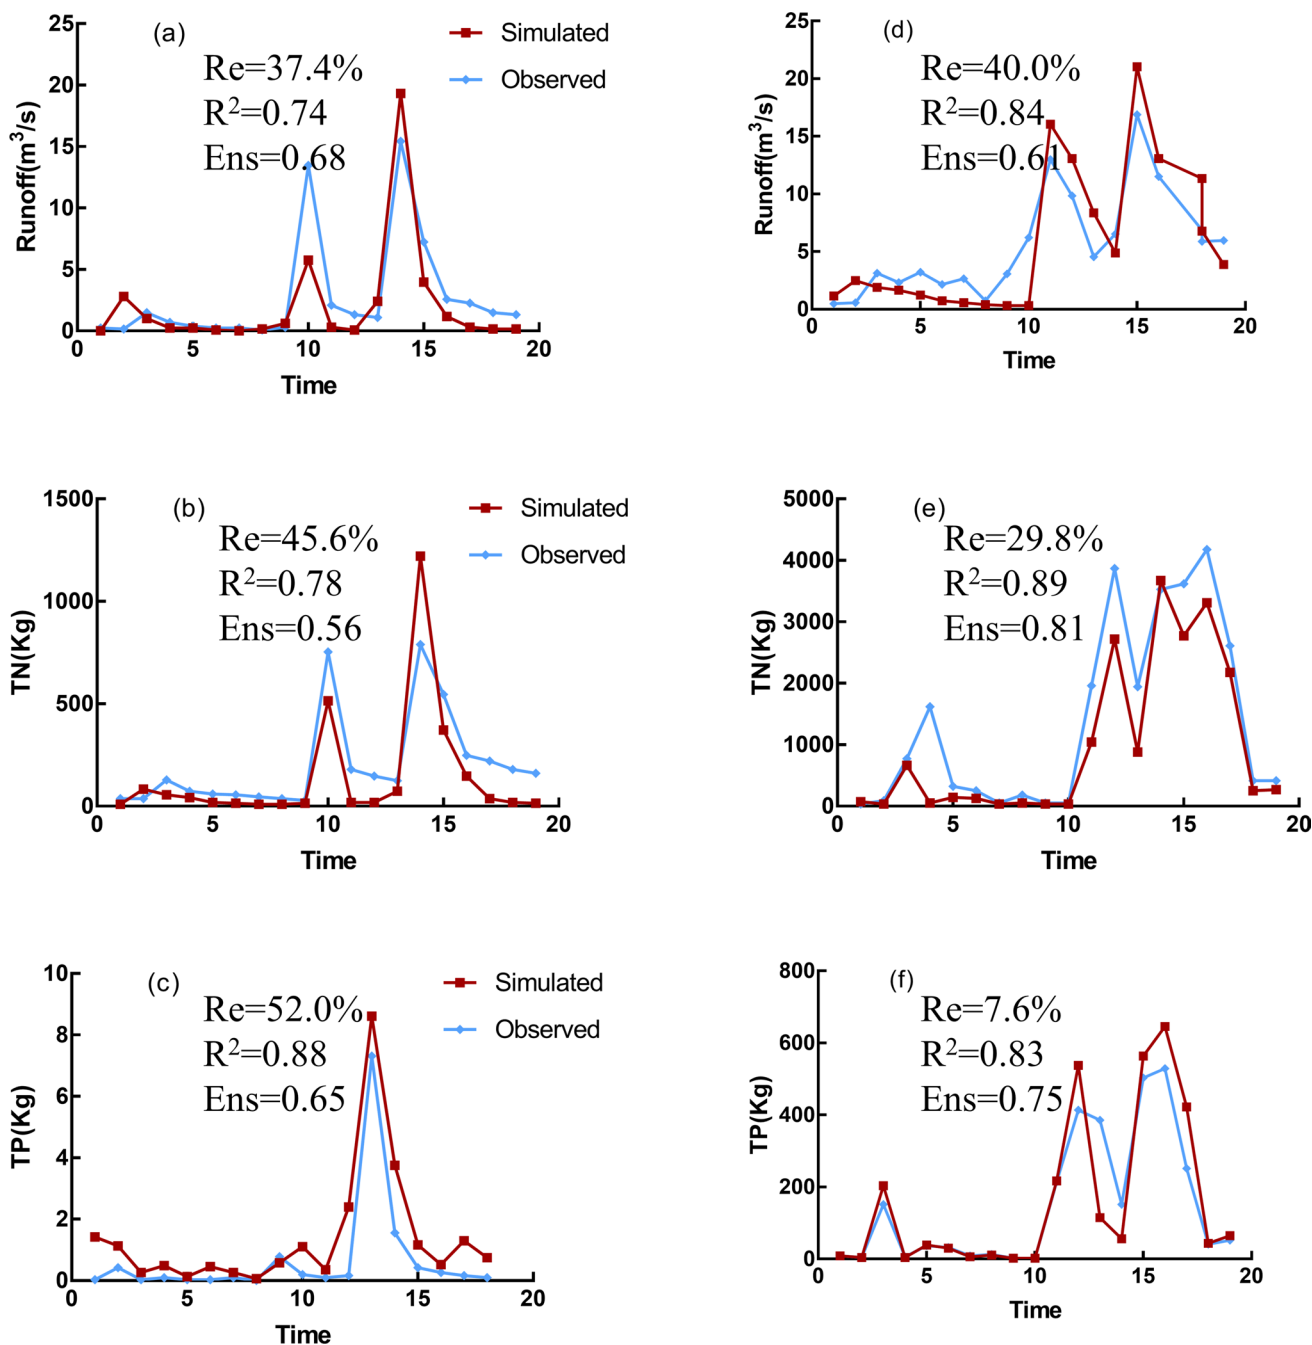 (a)
Re=37.4%
R²=0.74
Ens=0.68
Simulated
Observed
Runoff(m³/s)
25
20
15
10
5
0
0 5 10 15 20
Time
(d)
Re=40.0%
R²=0.84
Ens=0.61
Runoff(m³/s)
25
20
15
10
5
0
0 5 10 15 20
Time
(b)
Re=45.6%
R²=0.78
Ens=0.56
Simulated
Observed
TN(Kg)
1500
1000
500
0
0 5 10 15 20
Time
(e)
Re=29.8%
R²=0.89
Ens=0.81
TN(Kg)
5000
4000
3000
2000
1000
0
0 5 10 15 20
Time
(c)
Re=52.0%
R²=0.88
Ens=0.65
Simulated
Observed
TP(Kg)
10
8
6
4
2
0
0 5 10 15 20
Time
(f)
Re=7.6%
R²=0.83
Ens=0.75
TP(Kg)
800
600
400
200
0
0 5 10 15 20
Time